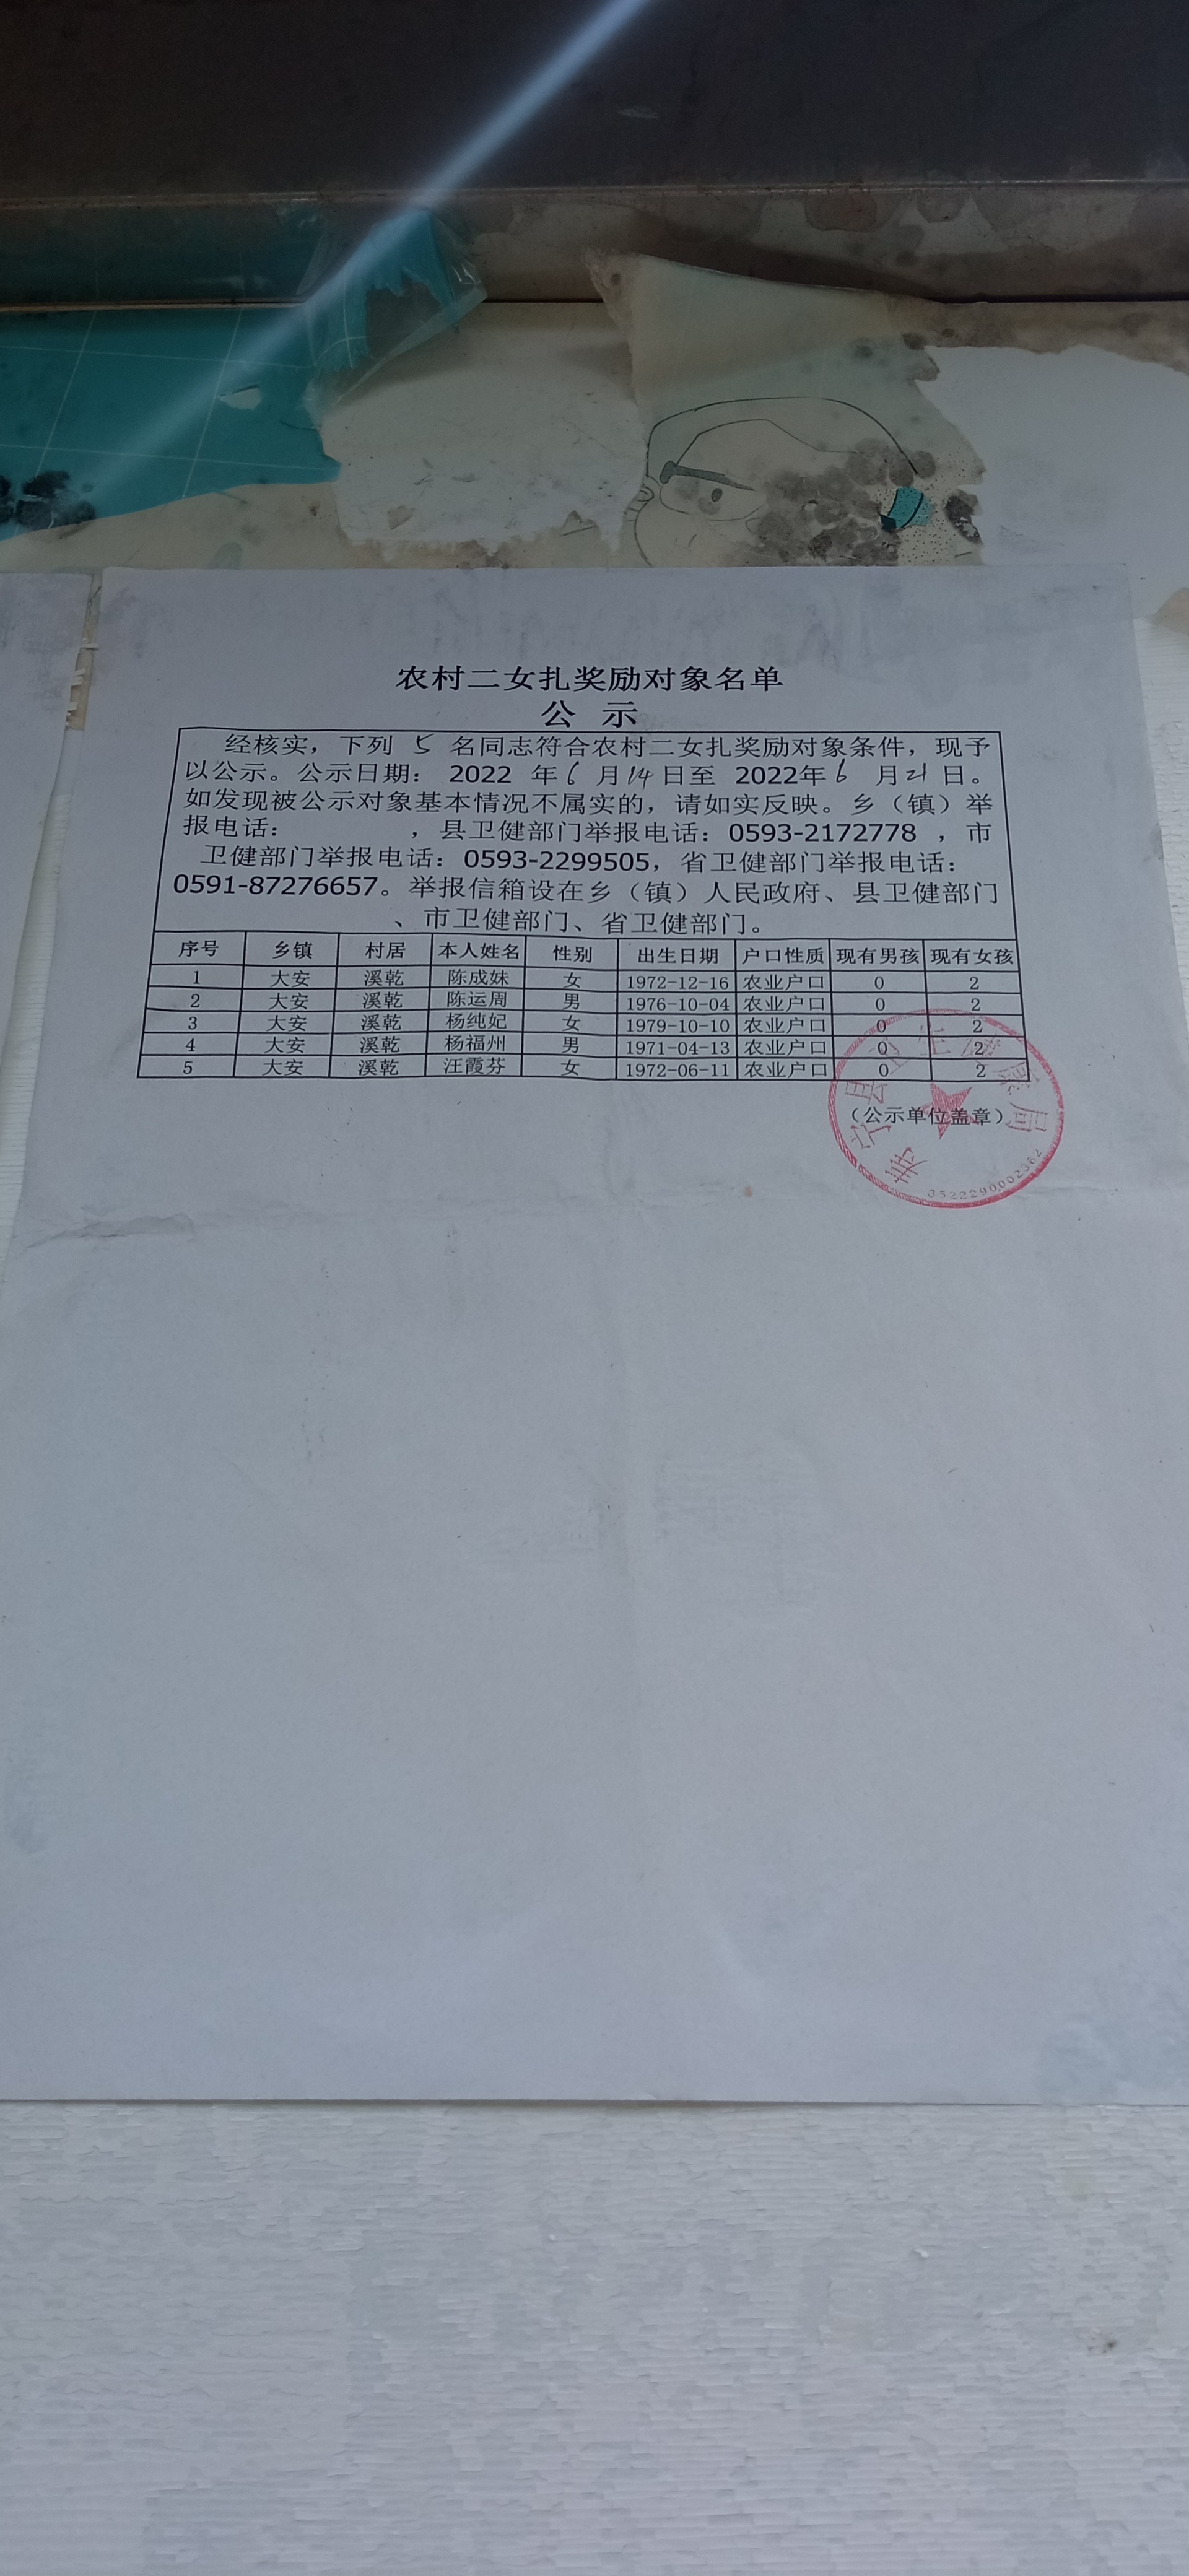 农村二女扎奖励对象名单
公 示
经核实，下列 5 名同志符合农村二女扎奖励对象条件，现予
以公示。公示日期： 2022 年 6 月 14 日至 2022年 6 月 21 日。
如发现被公示对象基本情况不属实的，请如实反映。乡（镇）举
报电话： ，县卫健部门举报电话：0593-2172778 ，市
卫健部门举报电话：0593-2299505，省卫健部门举报电话：
0591-87276657。举报信箱设在乡（镇）人民政府、县卫健部门
、市卫健部门、省卫健部门。
序号 乡镇 村居 本人姓名 性别 出生日期 户口性质 现有男孩 现有女孩
1 大安 溪乾 陈成妹 女 1972-12-16 农业户口 0 2
2 大安 溪乾 陈运周 男 1976-10-04 农业户口 0 2
3 大安 溪乾 杨纯妃 女 1979-10-10 农业户口 0 2
4 大安 溪乾 杨福州 男 1971-04-13 农业户口 0 2
5 大安 溪乾 汪霞芬 女 1972-06-11 农业户口 0 2
（公示单位盖章）
寿宁县卫生健康局
3522290002362